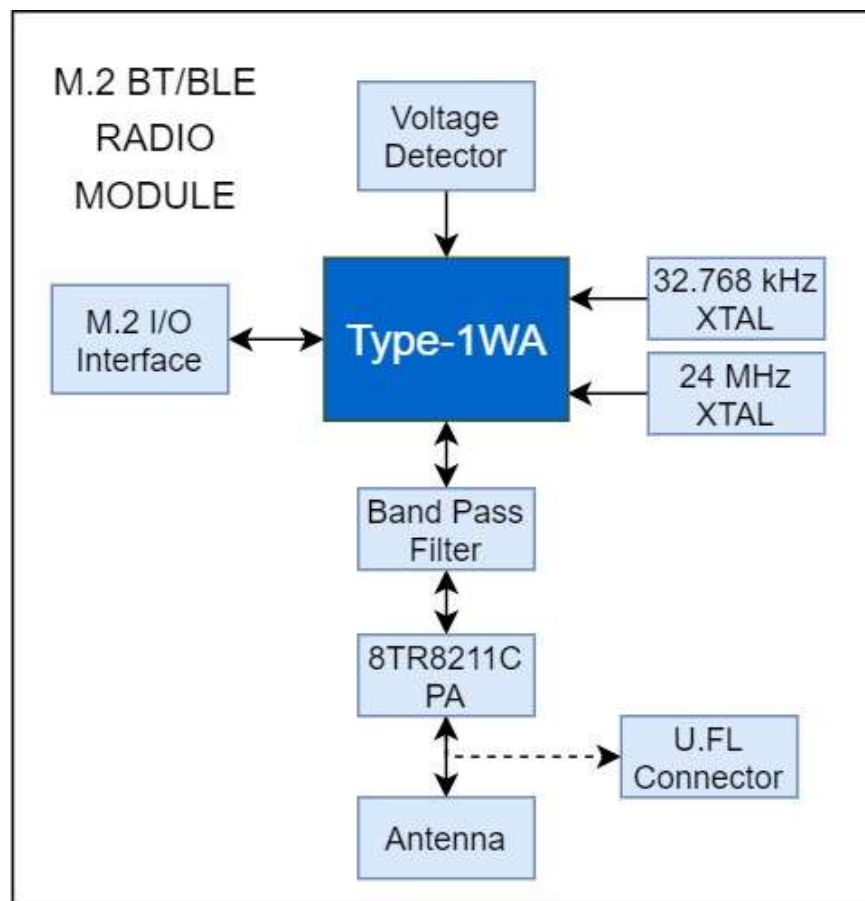 M.2 BT/BLE
RADIO
MODULE
Voltage
Detector
M.2 I/O
Interface
Type-1WA
32.768 kHz
XTAL
24 MHz
XTAL
Band Pass
Filter
8TR8211C
PA
U.FL
Connector
Antenna